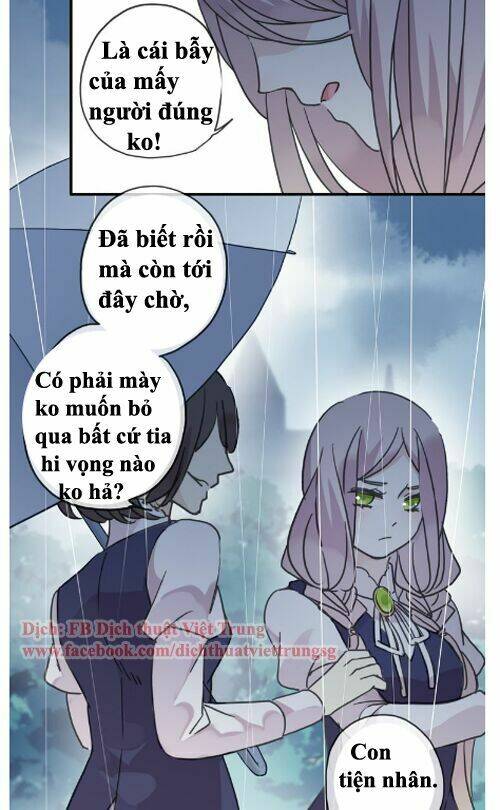 Là cái bẫy
của mấy
người đúng
ko!
Đã biết rồi
mà còn tới
đây chờ,
Có phải mày
ko muốn bỏ
qua bất cứ tia
hi vọng nào
ko hả?
Dịch: FB Dịch thuật Việt Trung
www.facebook.com/dichthuatviettrungsg
Con
tiện nhân.